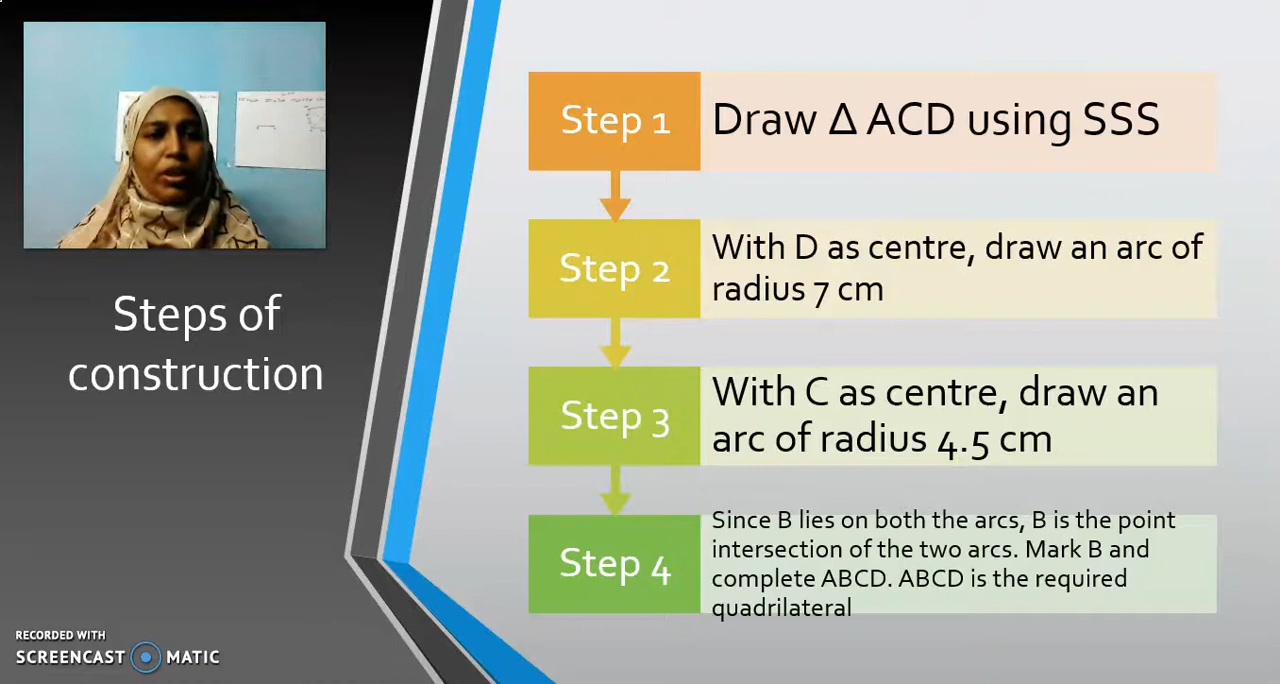 Steps of
construction
Step 1
Draw Δ ACD using SSS
Step 2
With D as centre, draw an arc of
radius 7 cm
Step 3
With C as centre, draw an
arc of radius 4.5 cm
Step 4
Since B lies on both the arcs, B is the point
intersection of the two arcs. Mark B and
complete ABCD. ABCD is the required
quadrilateral
RECORDED WITH
SCREENCAST MATIC